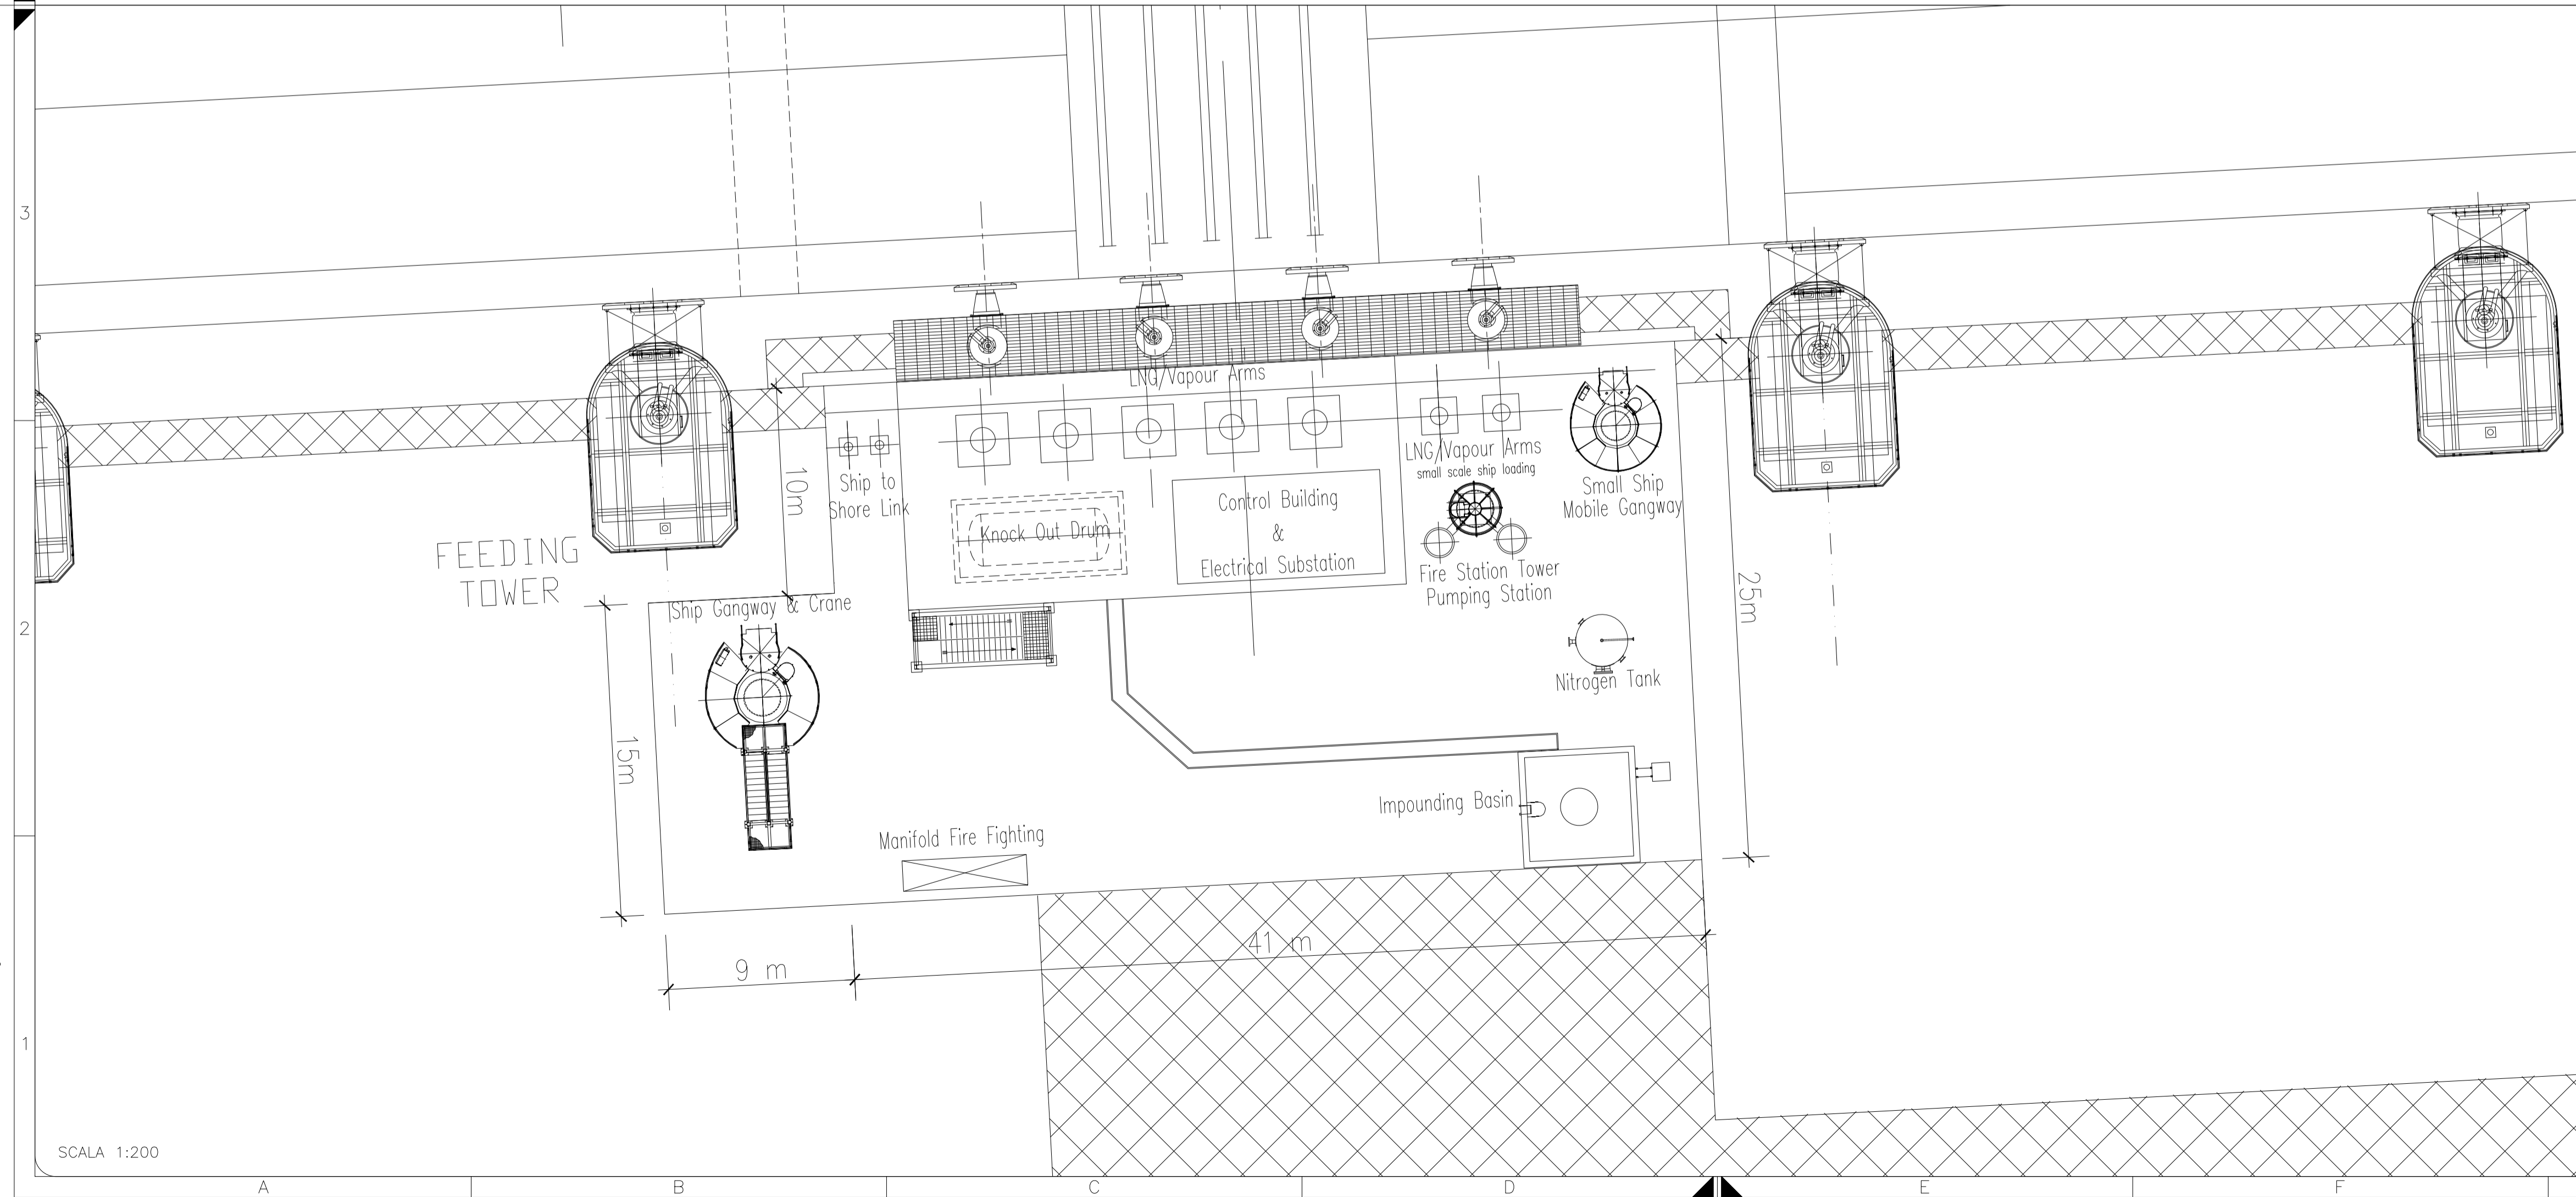 3
LNG/Vapour Arms
LNG/Vapour Arms
small scale ship loading
Ship to
Shore Link
10m
Small Ship
Mobile Gangway
Control Building
&
Electrical Substation
Knock Out Drum
FEEDING
TOWER
Fire Station Tower
Pumping Station
25m
Ship Gangway & Crane
2
Nitrogen Tank
15m
Impounding Basin
Manifold Fire Fighting
41 m
9 m
1
SCALA 1:200
A
B
C
D
E
F